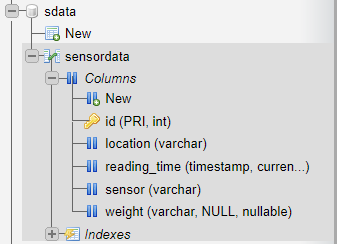 sdata
New
sensordata
Columns
New
id (PRI, int)
location (varchar)
reading_time (timestamp, curren...)
sensor (varchar)
weight (varchar, NULL, nullable)
Indexes